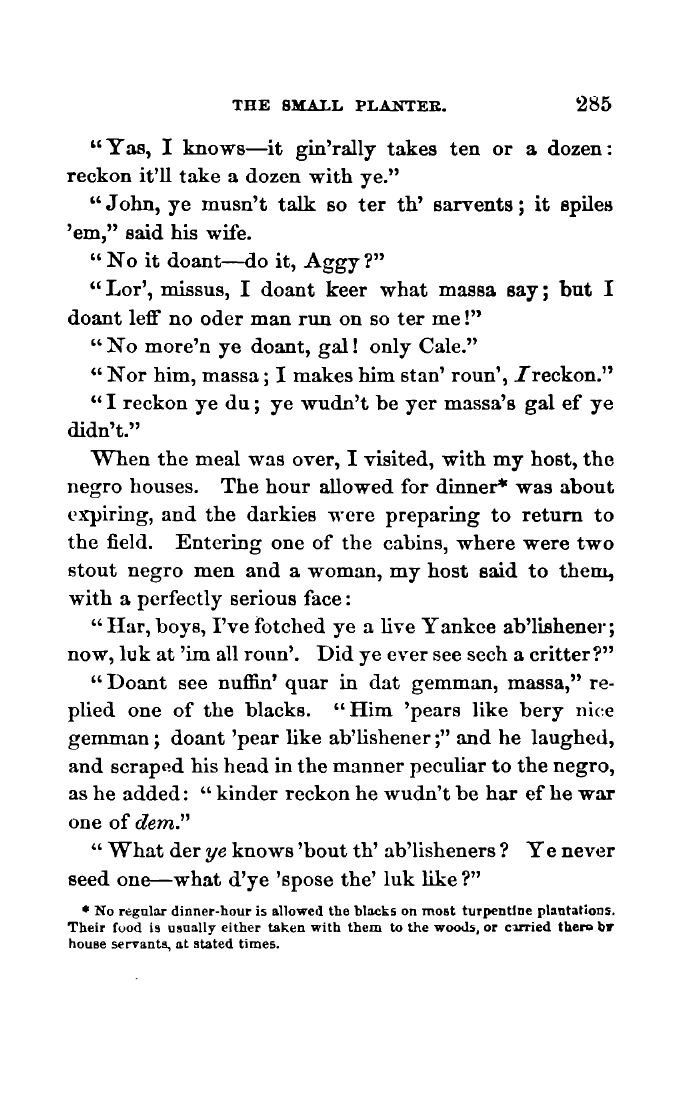 THE SMALL PLANTER. 285
"Yas, I knows—it gin'rally takes ten or a dozen:
reckon it'll take a dozen with ye."
"John, ye musn't talk so ter th' sarvents; it spiles
'em," said his wife.
"No it doant—do it, Aggy?"
"Lor', missus, I doant keer what massa say; but I
doant leff no oder man run on so ter me!"
"No more'n ye doant, gal! only Cale."
"Nor him, massa; I makes him stan' roun', I reckon."
"I reckon ye du; ye wudn't be yer massa's gal ef ye
didn't."
When the meal was over, I visited, with my host, the
negro houses. The hour allowed for dinner* was about
expiring, and the darkies were preparing to return to
the field. Entering one of the cabins, where were two
stout negro men and a woman, my host said to them,
with a perfectly serious face:
"Har, boys, I've fotched ye a live Yankee ab'lishener;
now, luk at 'im all roun'. Did ye ever see sech a critter?"
"Doant see nuffin' quar in dat gemman, massa," re-
plied one of the blacks. "Him 'pears like bery nice
gemman; doant 'pear like ab'lishener;" and he laughed,
and scraped his head in the manner peculiar to the negro,
as he added: "kinder reckon he wudn't be har ef he war
one of dem."
"What der ye knows 'bout th' ab'lisheners? Ye never
seed one—what d'ye 'spose the' luk like?"
* No regular dinner-hour is allowed the blacks on most turpentine plantations.
Their food is usually either taken with them to the woods, or carried there by
house servants, at stated times.